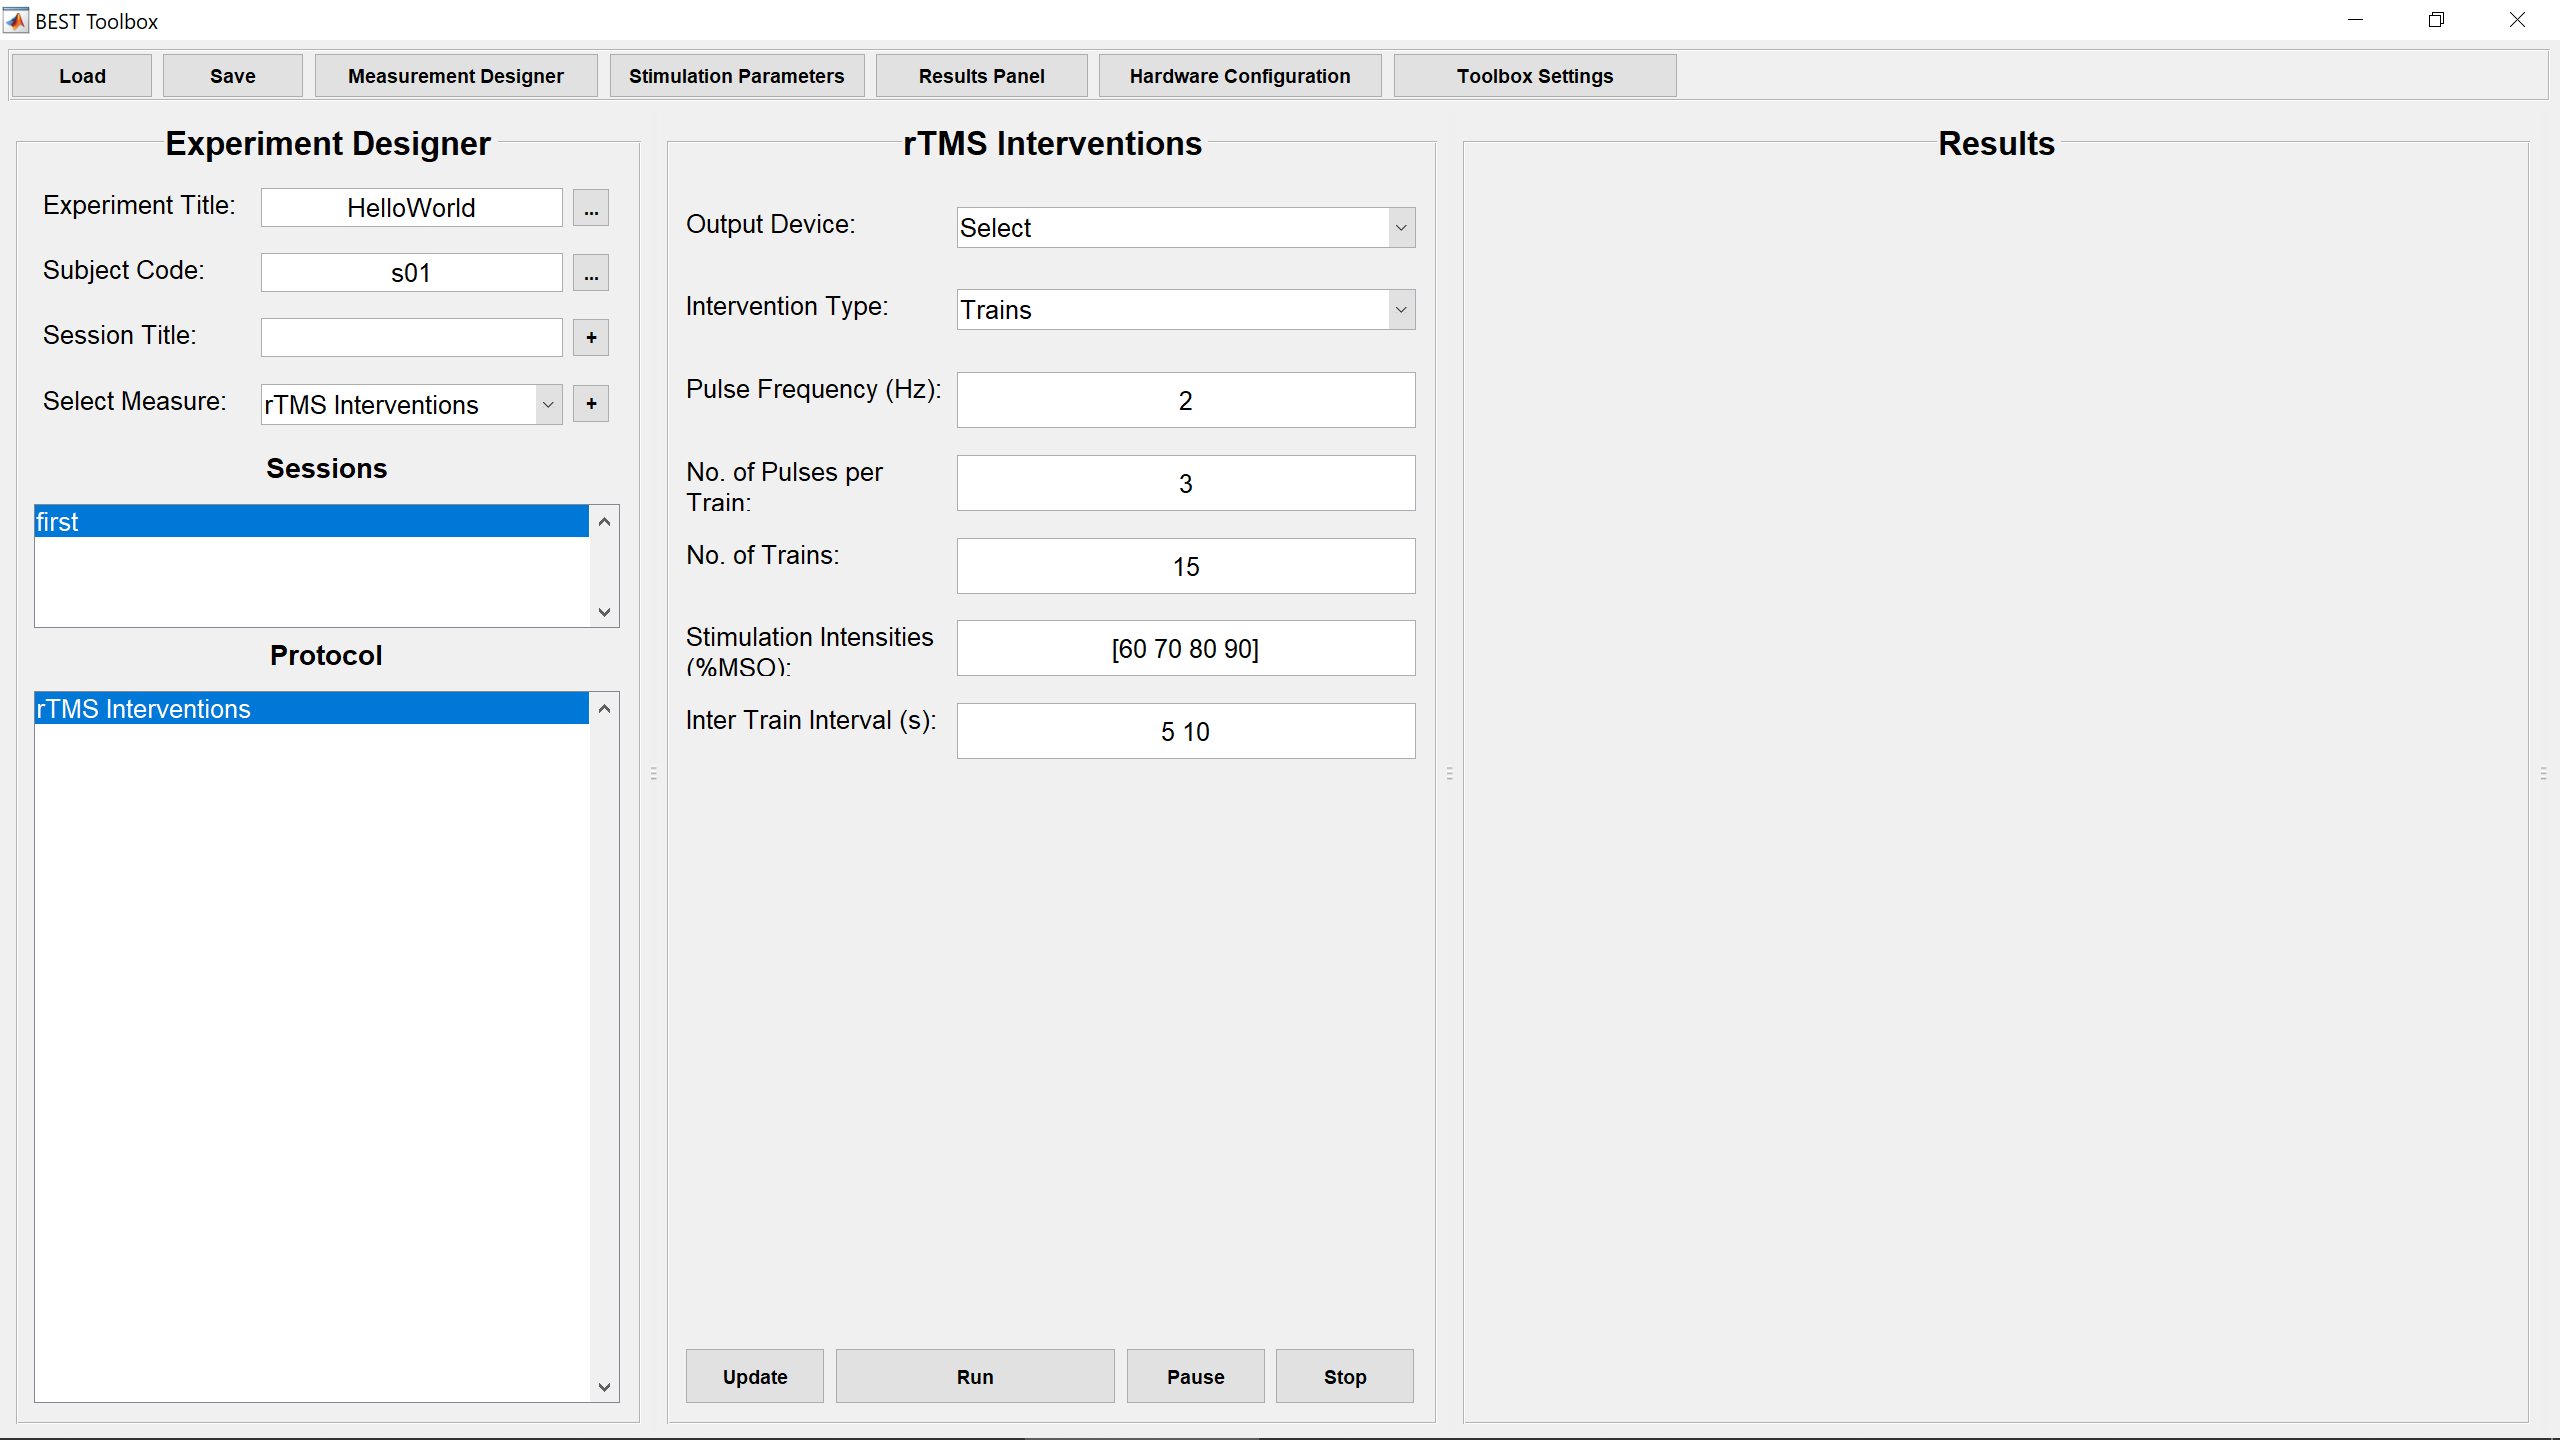 BEST Toolbox
Load
Save
Measurement Designer
Stimulation Parameters
Results Panel
Hardware Configuration
Toolbox Settings
Experiment Designer
Experiment Title:
HelloWorld
...
Subject Code:
s01
...
Session Title:
+
Select Measure:
rTMS Interventions
+
Sessions
first
Protocol
rTMS Interventions
rTMS Interventions
Output Device:
Select
Intervention Type:
Trains
Pulse Frequency (Hz):
2
No. of Pulses per
Train:
3
No. of Trains:
15
Stimulation Intensities
(%MSO):
[60 70 80 90]
Inter Train Interval (s):
5 10
Update
Run
Pause
Stop
Results